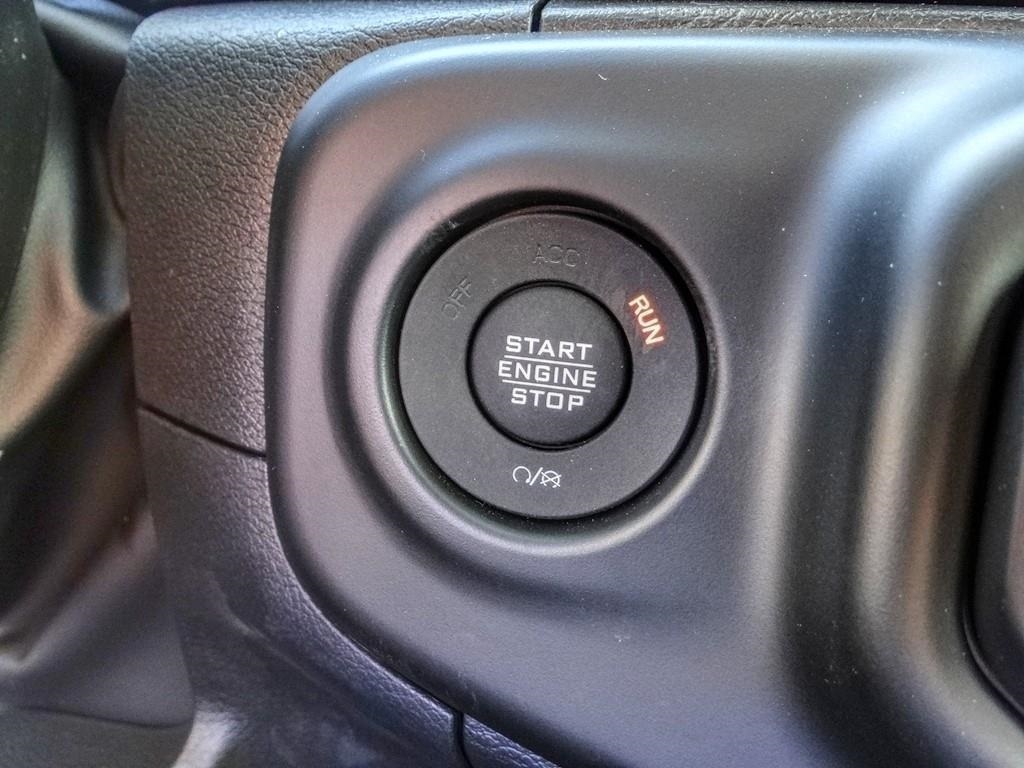 ACC
OFF
RUN
START
ENGINE
STOP